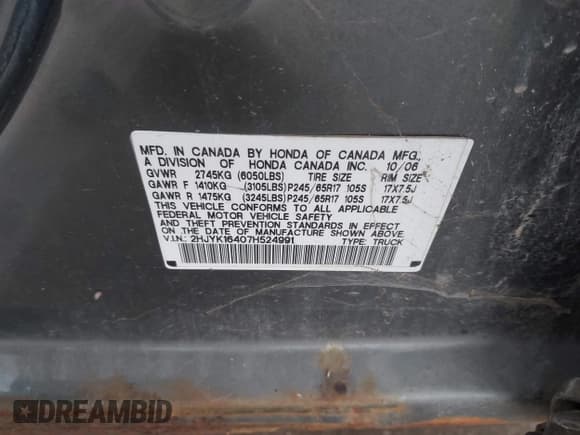 MFD. IN CANADA BY HONDA OF CANADA MFG.,
A DIVISION OF HONDA CANADA INC. 10/06
GVWR 2745KG (6050LBS) TIRE SIZE RIM SIZE
GAWR F 1410KG (3105LBS)P245/65R17 105S 17X7.5J
GAWR R 1475KG (3245LBS)P245/65R17 105S 17X7.5J
THIS VEHICLE CONFORMS TO ALL APPLICABLE
FEDERAL MOTOR VEHICLE SAFETY
AND THEFT PREVENTION STANDARDS IN EFFECT
ON THE DATE OF MANUFACTURE SHOWN ABOVE.
V.I.N.: 2HJYK16407H524991 TYPE: TRUCK
DREAMBID